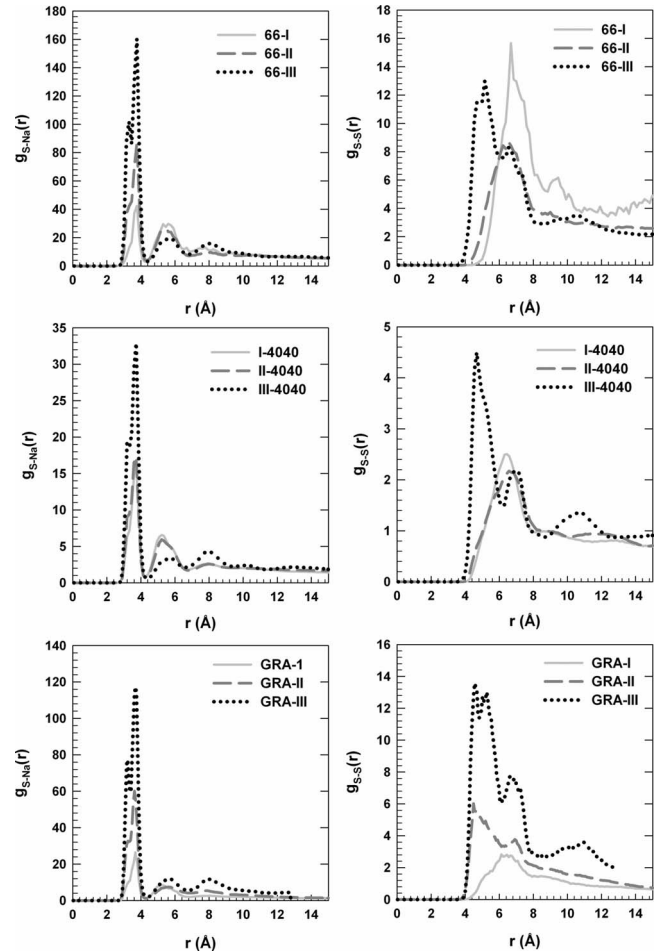 66-I
66-II
66-III
g_S-Na(r)
180
160
140
120
100
80
60
40
20
0
0 2 4 6 8 10 12 14
r (Å)
66-I
66-II
66-III
g_S-S(r)
18
16
14
12
10
8
6
4
2
0
0 2 4 6 8 10 12 14
r (Å)
I-4040
II-4040
III-4040
g_S-Na(r)
35
30
25
20
15
10
5
0
0 2 4 6 8 10 12 14
r (Å)
I-4040
II-4040
III-4040
g_S-S(r)
5
4
3
2
1
0
0 2 4 6 8 10 12 14
r (Å)
GRA-1
GRA-II
GRA-III
g_S-Na(r)
140
120
100
80
60
40
20
0
0 2 4 6 8 10 12 14
r (Å)
GRA-I
GRA-II
GRA-III
g_S-S(r)
16
14
12
10
8
6
4
2
0
0 2 4 6 8 10 12 14
r (Å)